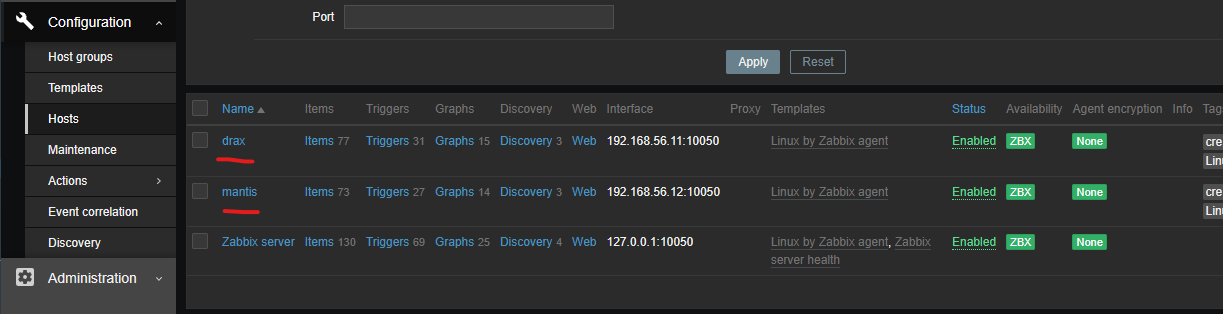 Configuration
Host groups
Templates
Hosts
Maintenance
Actions
Event correlation
Discovery
Administration
Port
Apply Reset
Name Items Triggers Graphs Discovery Web Interface Proxy Templates Status Availability Agent encryption Info Tags
drax Items 77 Triggers 31 Graphs 15 Discovery 3 Web 192.168.56.11:10050 Linux by Zabbix agent Enabled ZBX None cre
Linu
mantis Items 73 Triggers 27 Graphs 14 Discovery 3 Web 192.168.56.12:10050 Linux by Zabbix agent Enabled ZBX None cre
Linu
Zabbix server Items 130 Triggers 69 Graphs 25 Discovery 4 Web 127.0.0.1:10050 Linux by Zabbix agent, Zabbix Enabled ZBX None
server health